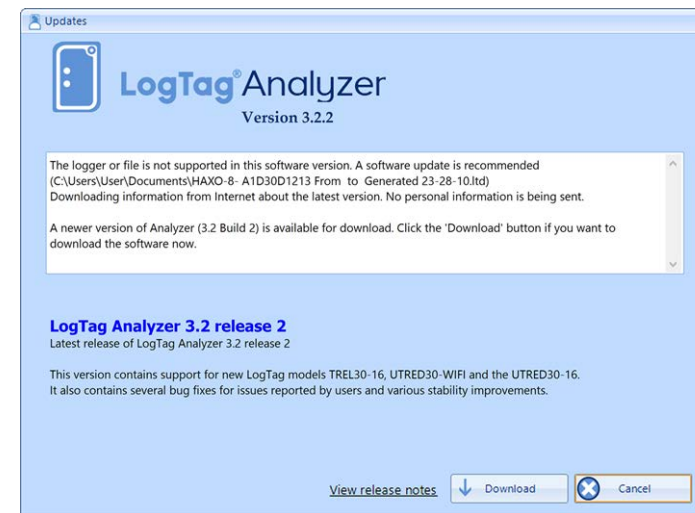 Updates
LogTag®Analyzer
Version 3.2.2
The logger or file is not supported in this software version. A software update is recommended
(C:\Users\User\Documents\HAXO-8- A1D30D1213 From  to  Generated 23-28-10.ltd)
Downloading information from Internet about the latest version. No personal information is being sent.
A newer version of Analyzer (3.2 Build 2) is available for download. Click the 'Download' button if you want to
download the software now.
LogTag Analyzer 3.2 release 2
Latest release of LogTag Analyzer 3.2 release 2
This version contains support for new LogTag models TREL30-16, UTRED30-WIFI and the UTRED30-16.
It also contains several bug fixes for issues reported by users and various stability improvements.
View release notes
Download
Cancel